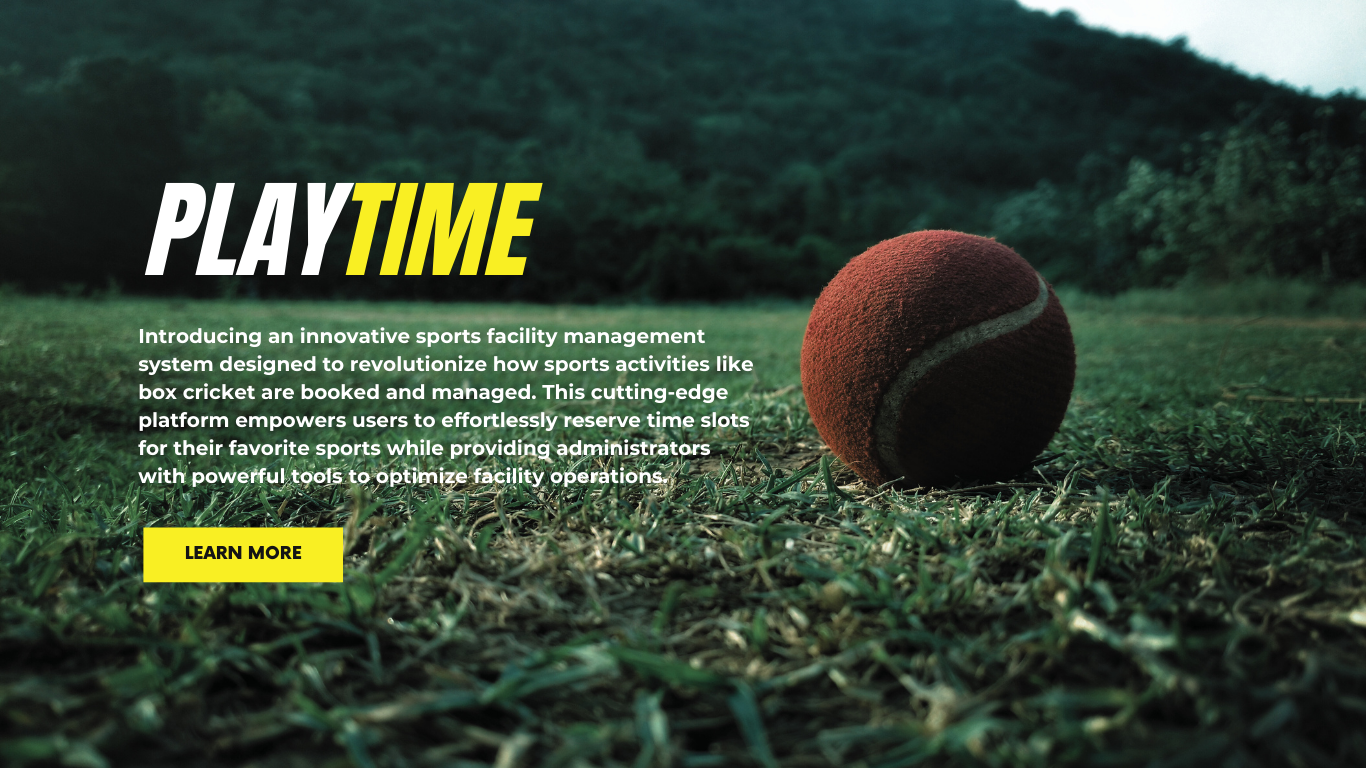 PLAYTIME
Introducing an innovative sports facility management
system designed to revolutionize how sports activities like
box cricket are booked and managed. This cutting-edge
platform empowers users to effortlessly reserve time slots
for their favorite sports while providing administrators
with powerful tools to optimize facility operations.
LEARN MORE